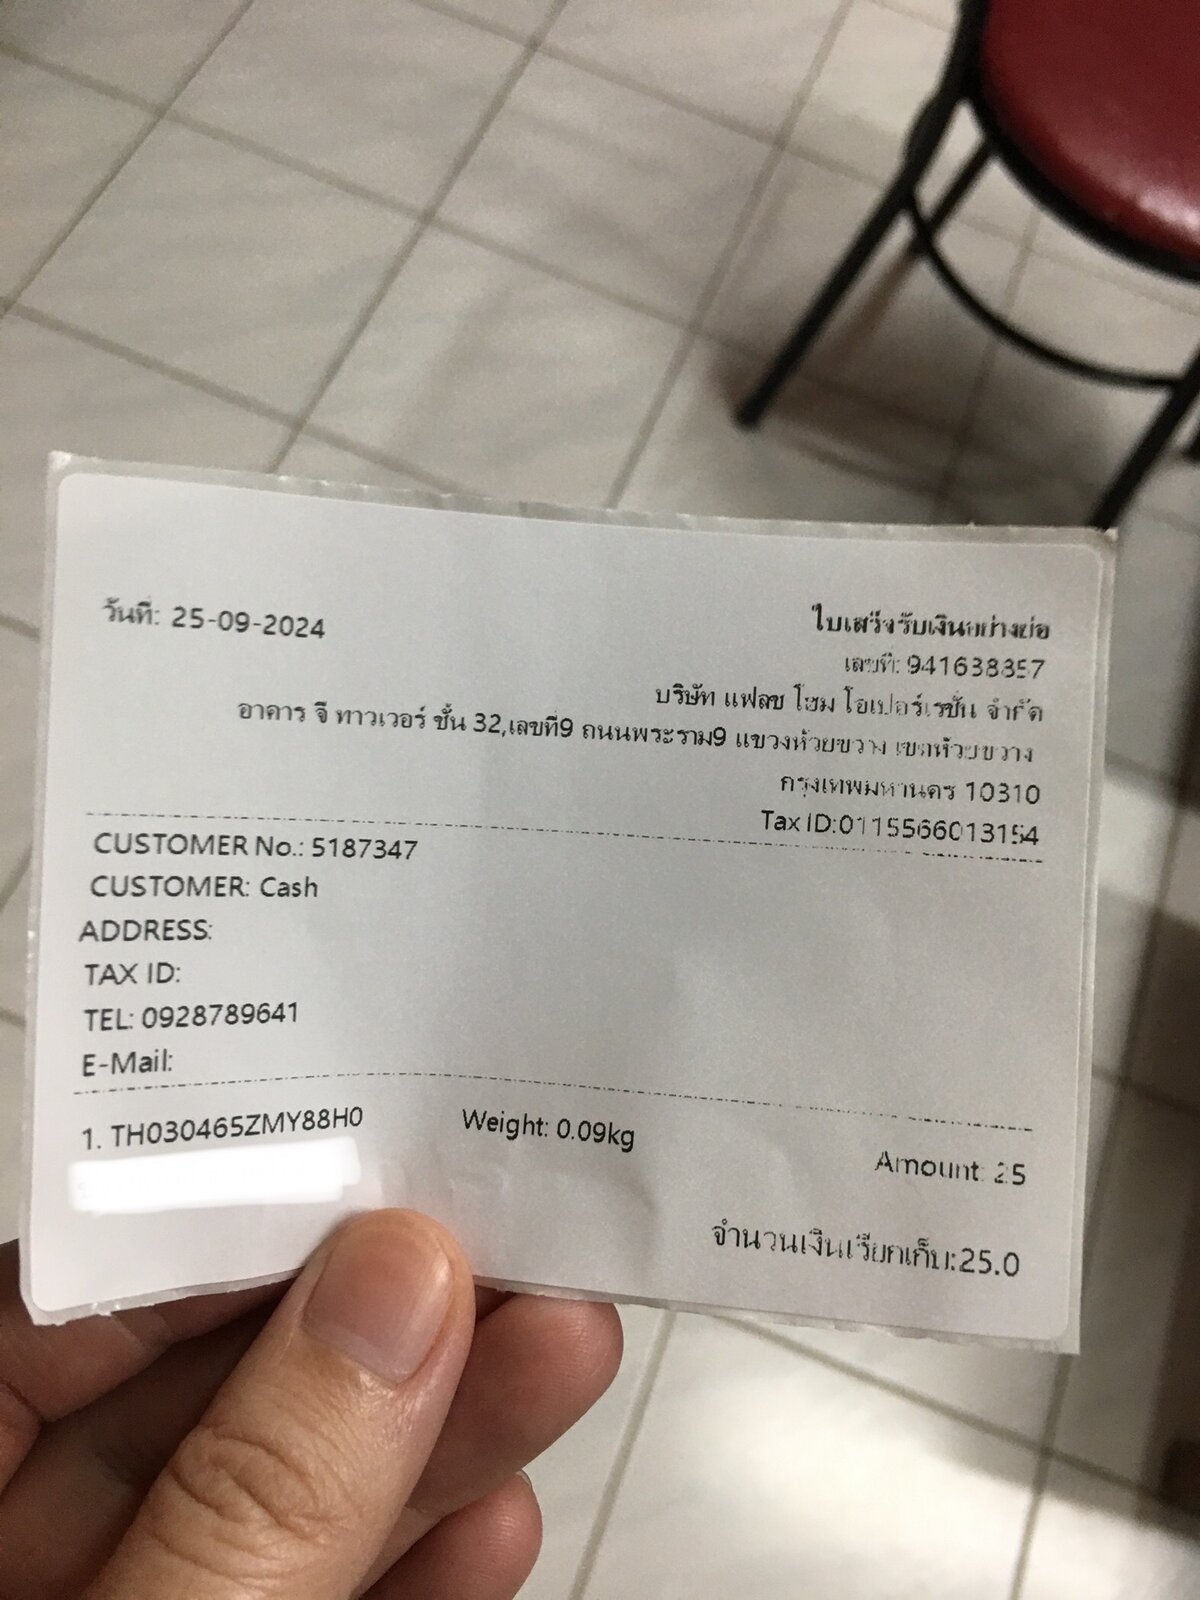 วันที่: 25-09-2024
ใบเสร็จรับเงินอย่างย่อ
เลขที่: 941638357
บริษัท แฟลช โฮม โอเปอร์เรชั่น จำกัด
อาคาร จี ทาวเวอร์ ชั้น 32,เลขที่9 ถนนพระราม9 แขวงห้วยขวาง เขตห้วยขวาง
กรุงเทพมหานคร 10310
Tax ID:0115566013154
CUSTOMER No.: 5187347
CUSTOMER: Cash
ADDRESS:
TAX ID:
TEL: 0928789641
E-Mail:
1. TH030465ZMY88H0 Weight: 0.09kg Amount: 25
จำนวนเงินเรียกเก็บ:25.0